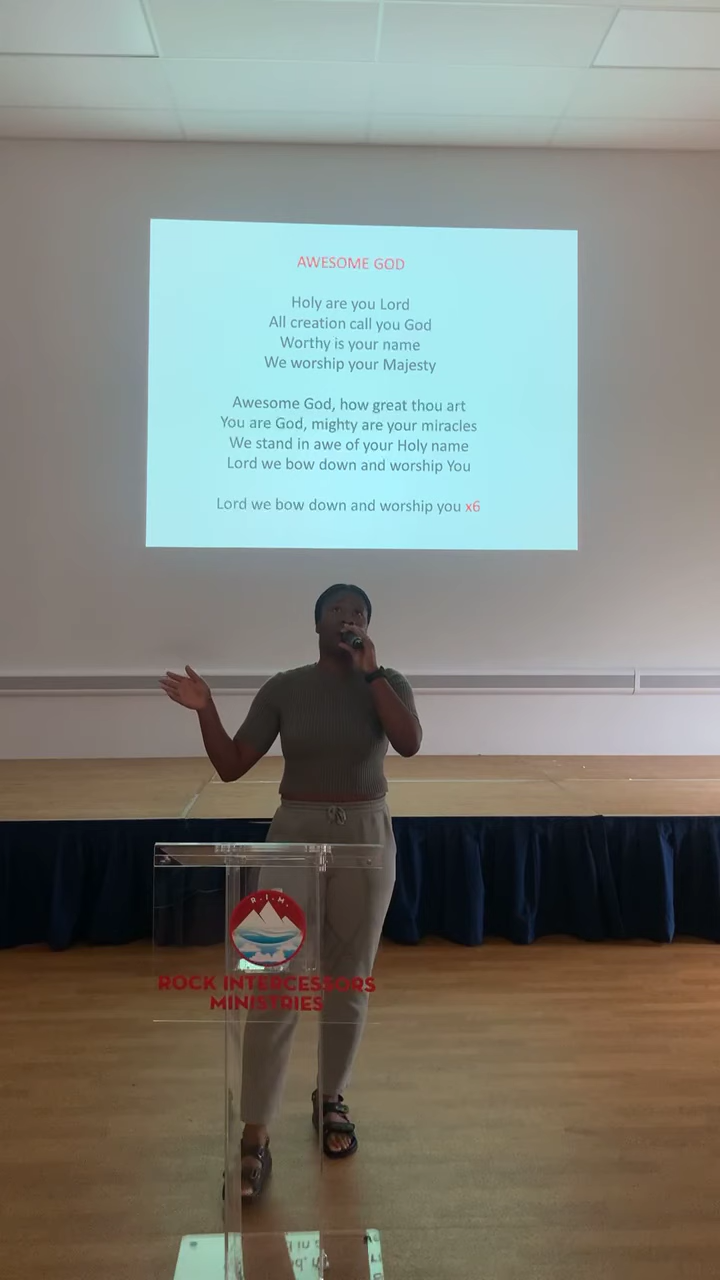 AWESOME GOD
Holy are you Lord
All creation call you God
Worthy is your name
We worship your Majesty
Awesome God, how great thou art
You are God, mighty are your miracles
We stand in awe of your Holy name
Lord we bow down and worship You
Lord we bow down and worship you x6
R.I.M.
ROCK INTERCESSORS
MINISTRIES